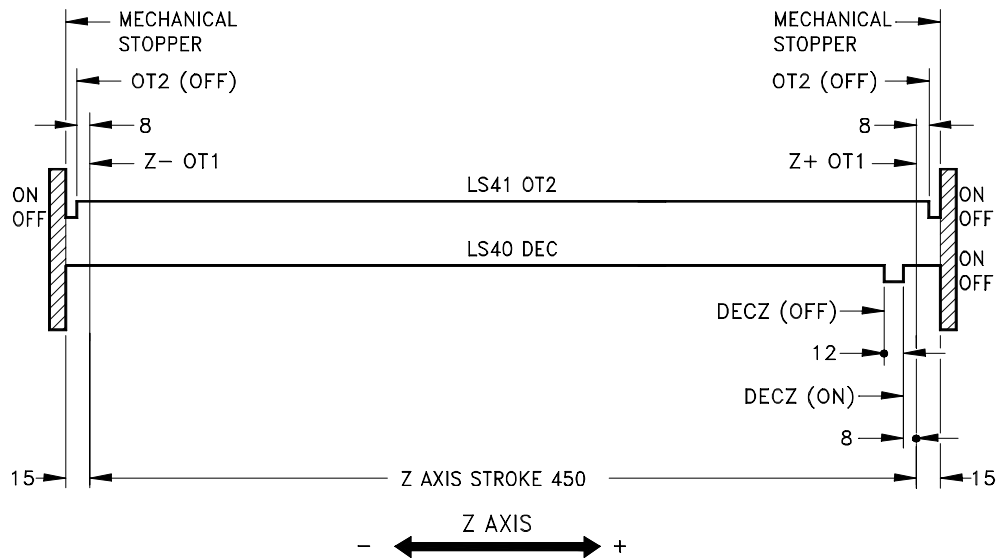 MECHANICAL
STOPPER
MECHANICAL
STOPPER
OT2 (OFF)
OT2 (OFF)
8
8
Z- OT1
Z+ OT1
ON
OFF
LS41 OT2
ON
OFF
LS40 DEC
ON
OFF
DECZ (OFF)
12
DECZ (ON)
8
15
Z AXIS STROKE 450
15
Z AXIS
- +